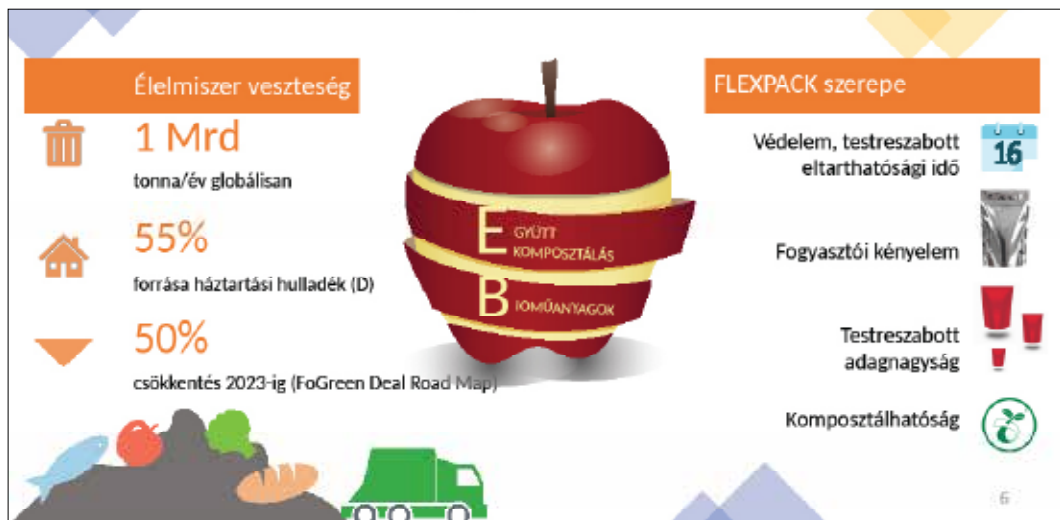 Élelmiszer veszteség
1 Mrd
tonna/év globálisan
55%
forrása háztartási hulladék (D)
50%
csökkentés 2023-ig (FoGreen Deal Road Map)
E GYÜTT
KOMPOSZTÁLÁS
B IOMŰANYAGOK
FLEXPACK szerepe
Védelem, testreszabott
eltarthatósági idő
16
Fogyasztói kényelem
Testreszabott
adagnagyság
Komposztálhatóság
6